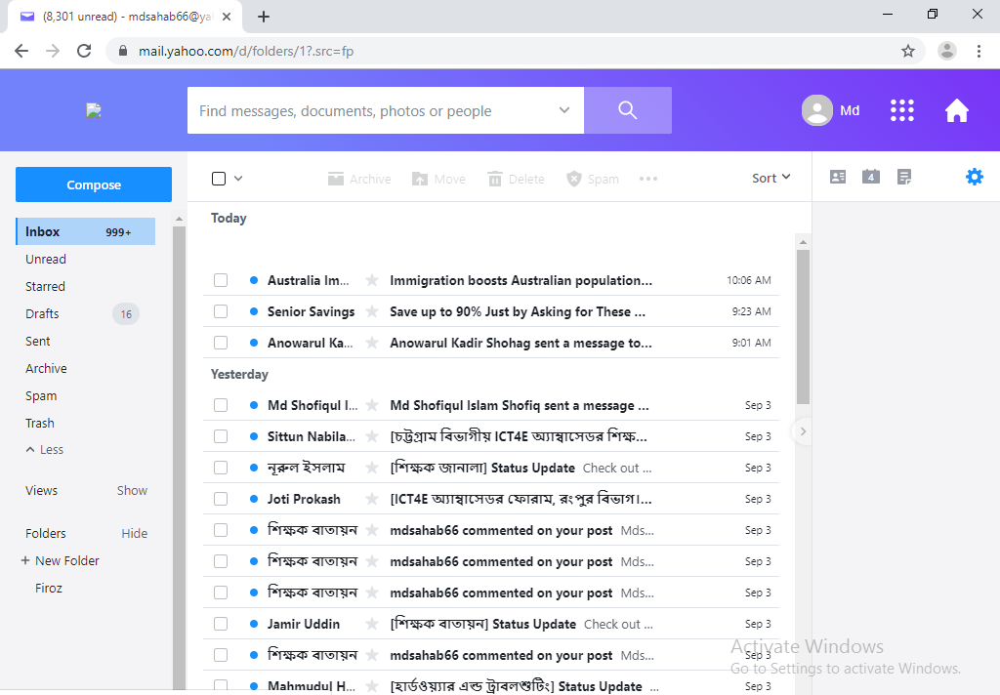 (8,301 unread) - mdsahab66@ya
mail.yahoo.com/d/folders/1?.src=fp
Find messages, documents, photos or people
Md
Compose
Archive Move Delete Spam
Sort
4
Inbox 999+
Unread
Starred
Drafts 16
Sent
Archive
Spam
Trash
Less
Views Show
Folders Hide
+ New Folder
Firoz
Today
Australia Im... Immigration boosts Australian population... 10:06 AM
Senior Savings Save up to 90% Just by Asking for These ... 9:23 AM
Anowarul Ka... Anowarul Kadir Shohag sent a message to... 9:01 AM
Yesterday
Md Shofiqul I... Md Shofiqul Islam Shofiq sent a message ... Sep 3
Sittun Nabila... [চট্টগ্রাম বিভাগীয় ICT4E অ্যাম্বাসেডর শিক্ষ... Sep 3
নূরুল ইসলাম [শিক্ষক জানালা] Status Update Check out ... Sep 3
Joti Prokash [ICT4E অ্যাম্বাসেডর ফোরাম, রংপুর বিভাগ।... Sep 3
শিক্ষক বাতায়ন mdsahab66 commented on your post Mds... Sep 3
শিক্ষক বাতায়ন mdsahab66 commented on your post Mds... Sep 3
শিক্ষক বাতায়ন mdsahab66 commented on your post Mds... Sep 3
Jamir Uddin [শিক্ষক বাতায়ন] Status Update Check out ... Sep 3
শিক্ষক বাতায়ন mdsahab66 commented on your post Mds... Sep 3
Mahmudul H... [হার্ডওয়্যার এন্ড ট্রাবলশুটিং] Status Update ... Sep 3
Activate Windows
Go to Settings to activate Windows.